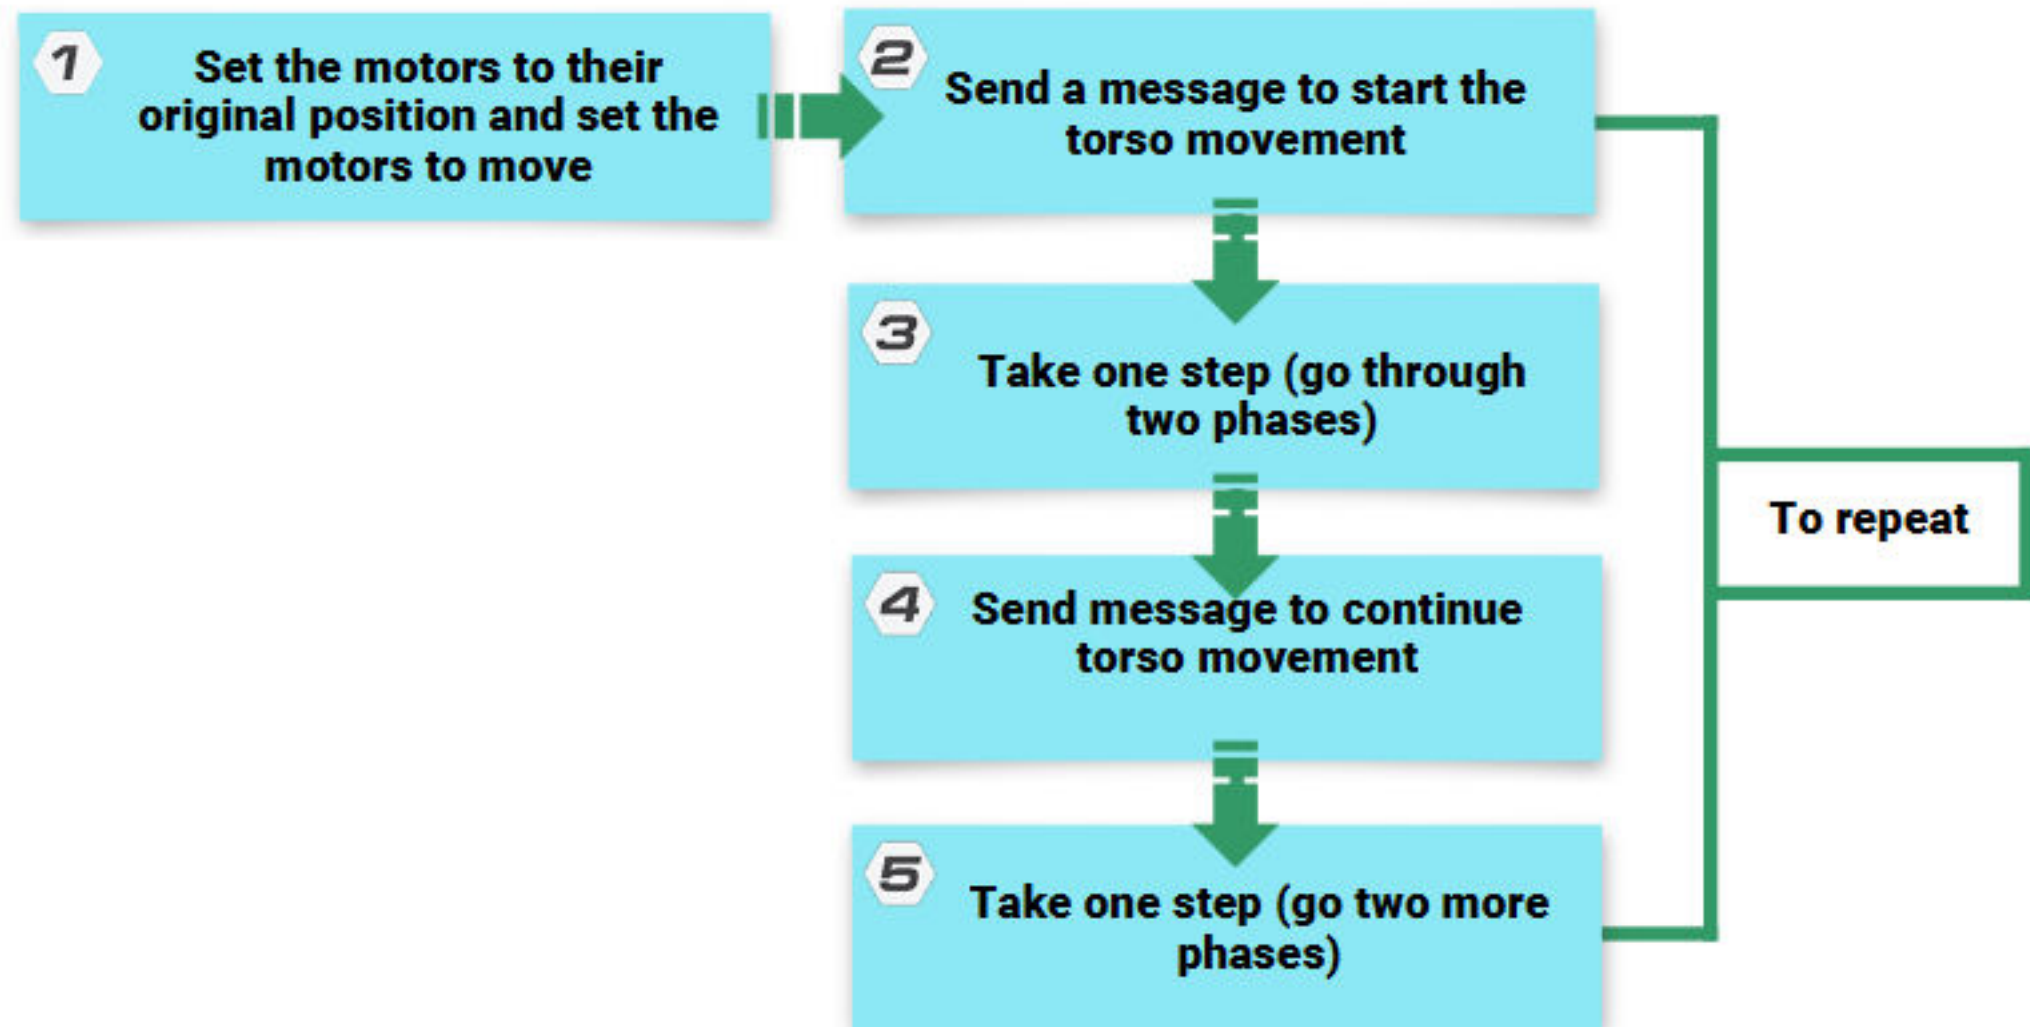 1
Set the motors to their
original position and set the
motors to move
2
Send a message to start the
torso movement
3
Take one step (go through
two phases)
4
Send message to continue
torso movement
5
Take one step (go two more
phases)
To repeat